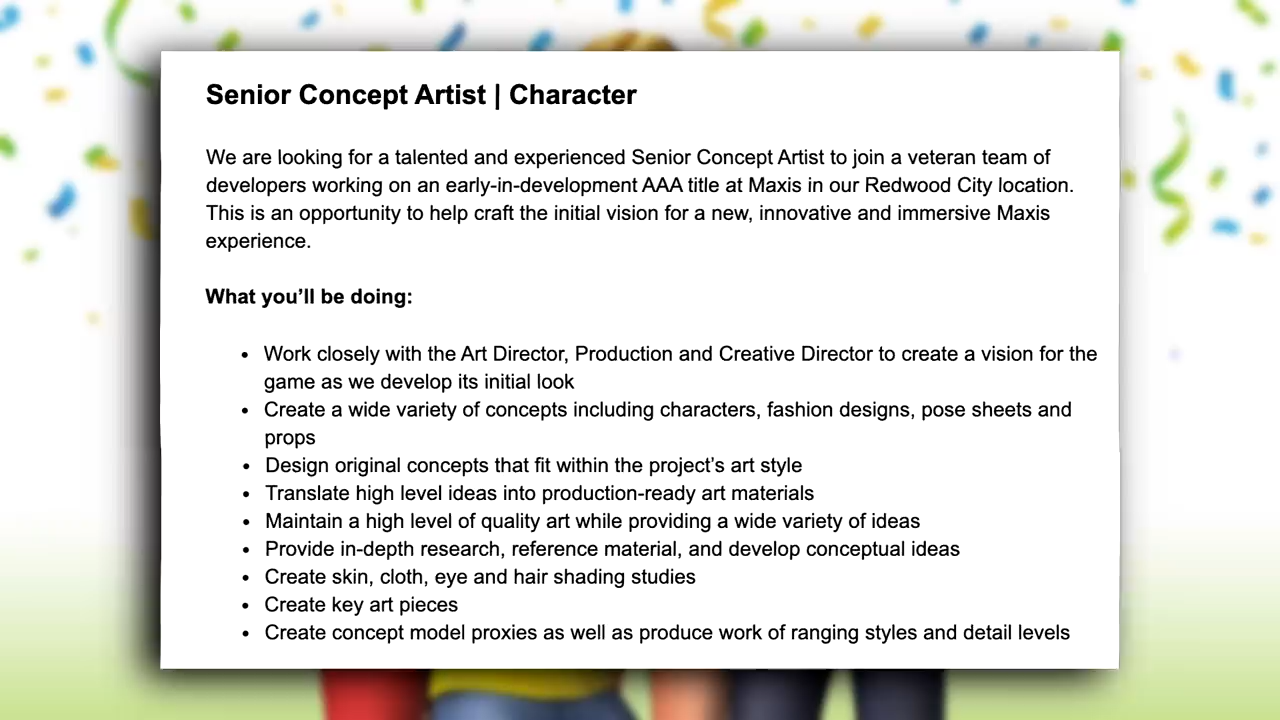 Senior Concept Artist | Character
We are looking for a talented and experienced Senior Concept Artist to join a veteran team of
developers working on an early-in-development AAA title at Maxis in our Redwood City location.
This is an opportunity to help craft the initial vision for a new, innovative and immersive Maxis
experience.
What you’ll be doing:
• Work closely with the Art Director, Production and Creative Director to create a vision for the
game as we develop its initial look
• Create a wide variety of concepts including characters, fashion designs, pose sheets and
props
• Design original concepts that fit within the project’s art style
• Translate high level ideas into production-ready art materials
• Maintain a high level of quality art while providing a wide variety of ideas
• Provide in-depth research, reference material, and develop conceptual ideas
• Create skin, cloth, eye and hair shading studies
• Create key art pieces
• Create concept model proxies as well as produce work of ranging styles and detail levels